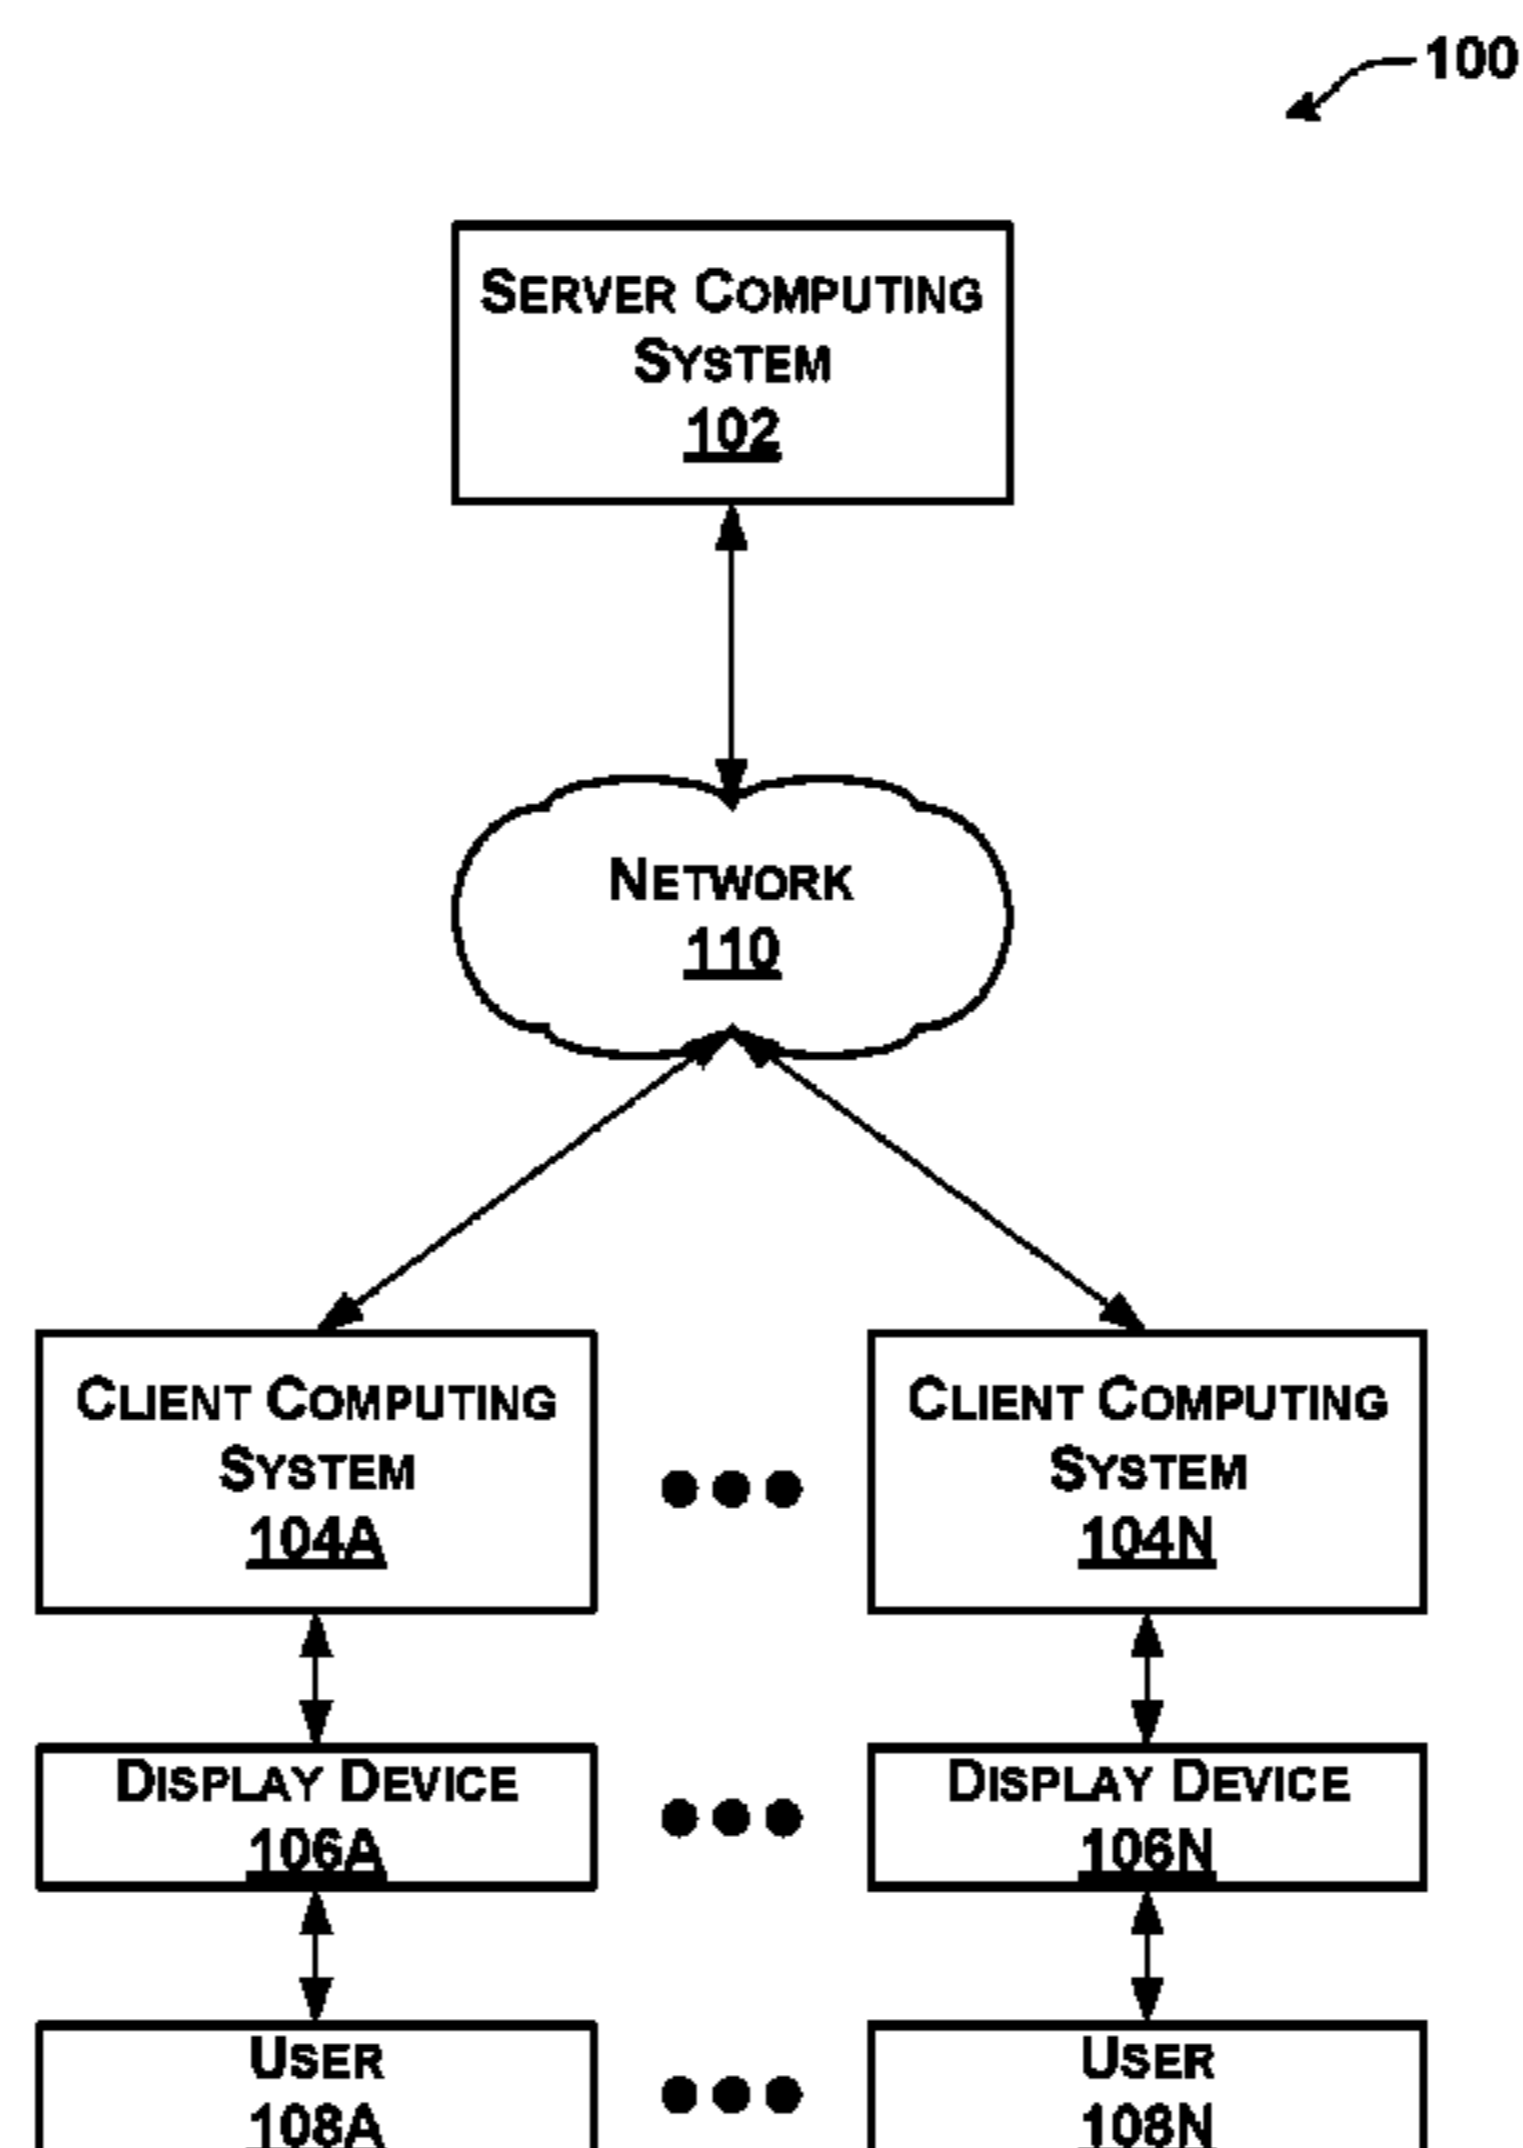 100
SERVER COMPUTING
SYSTEM
102
NETWORK
110
CLIENT COMPUTING
SYSTEM
104A
CLIENT COMPUTING
SYSTEM
104N
DISPLAY DEVICE
106A
DISPLAY DEVICE
106N
USER
108A
USER
108N